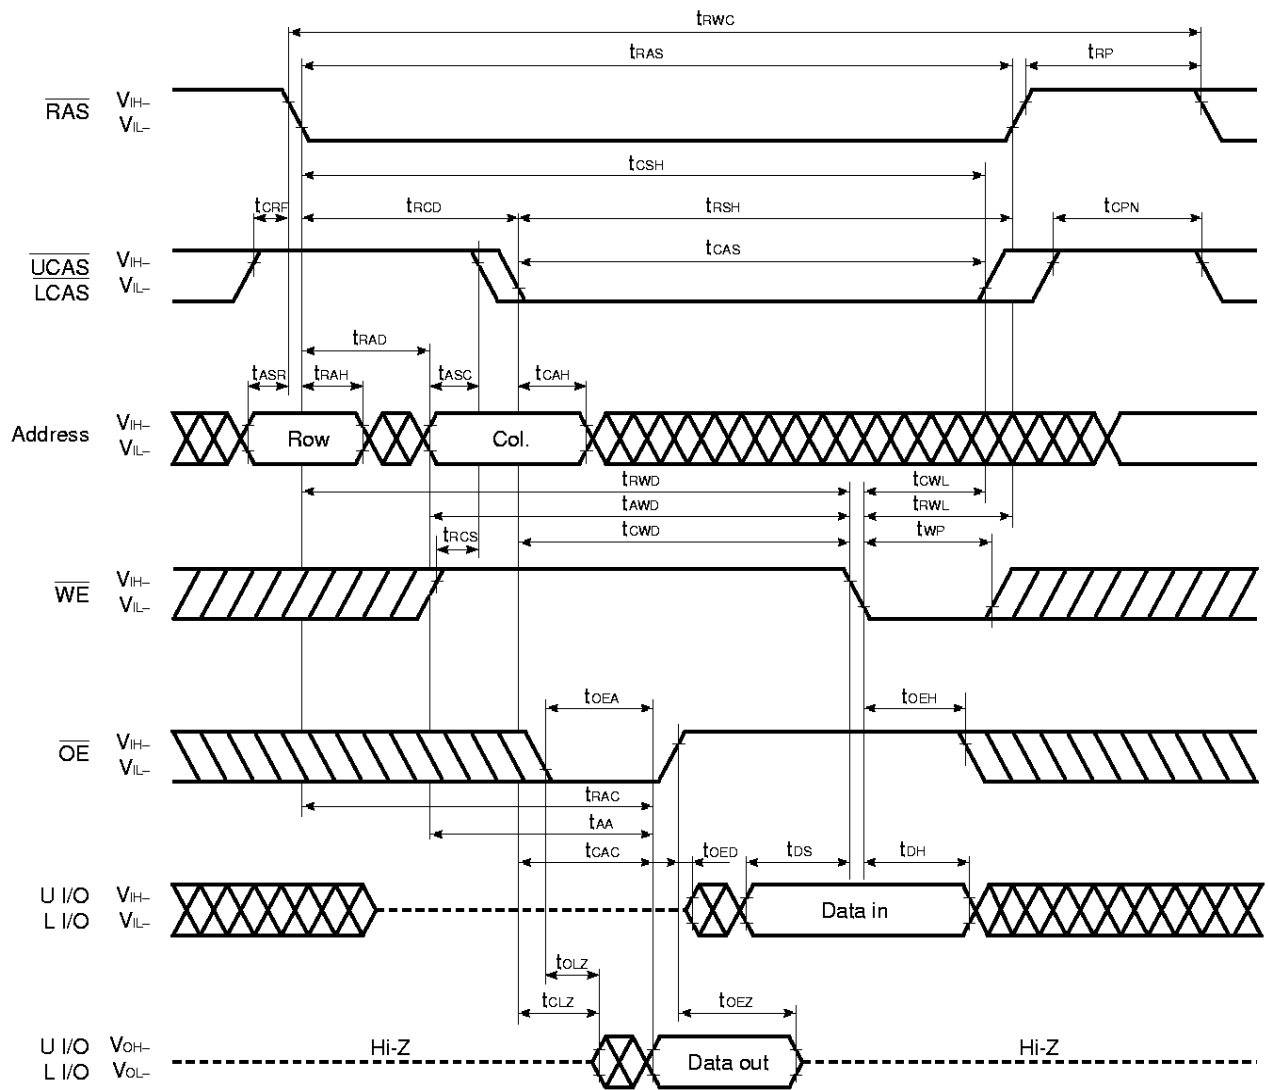 tRWC
tRAS tRP
RAS VIH–
VIL–
tCSH
tCRF tRCD tRSH tCPN
tCAS
UCAS VIH–
LCAS VIL–
tRAD
tASR tRAH tASC tCAH
Address VIH–
VIL–
Row Col.
tRWD tCWL
tAWD tRWL
tRCS tCWD tWP
WE VIH–
VIL–
tOEA tOEH
OE VIH–
VIL–
tRAC
tAA
tCAC tOED tDS tDH
U I/O VIH–
L I/O VIL–
Data in
tOLZ
tCLZ tOEZ
U I/O VOH–
L I/O VOL–
Hi-Z Data out Hi-Z